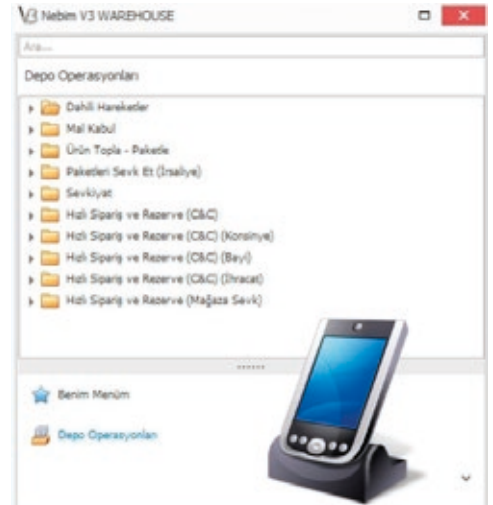 V3 Nebim V3 WAREHOUSE
Ara...
Depo Operasyonları
Dahili Hareketler
Mal Kabul
Ürün Topla - Paketle
Paketleri Sevk Et (İrsaliye)
Sevkiyat
Hızlı Sipariş ve Rezerve (C&C)
Hızlı Sipariş ve Rezerve (C&C) (Konsinye)
Hızlı Sipariş ve Rezerve (C&C) (Bayi)
Hızlı Sipariş ve Rezerve (C&C) (İhracat)
Hızlı Sipariş ve Rezerve (Mağaza Sevk)
Benim Menüm
Depo Operasyonları